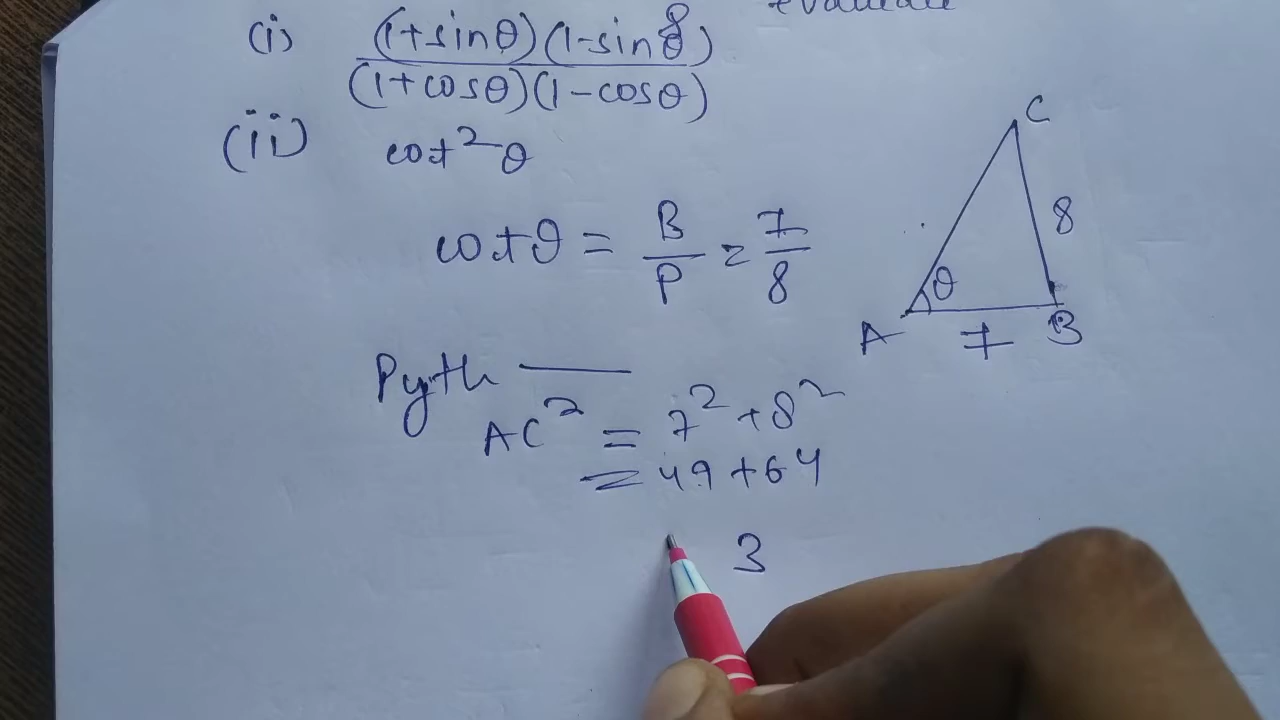 evaluate
(i) (1+sinθ)(1-sinθ)
(1+cosθ)(1-cosθ)
(ii) cot²θ
cotθ = B/P = 7/8
C
8
θ
A 7 B
Pyth
AC² = 7²+8²
= 49+64
3